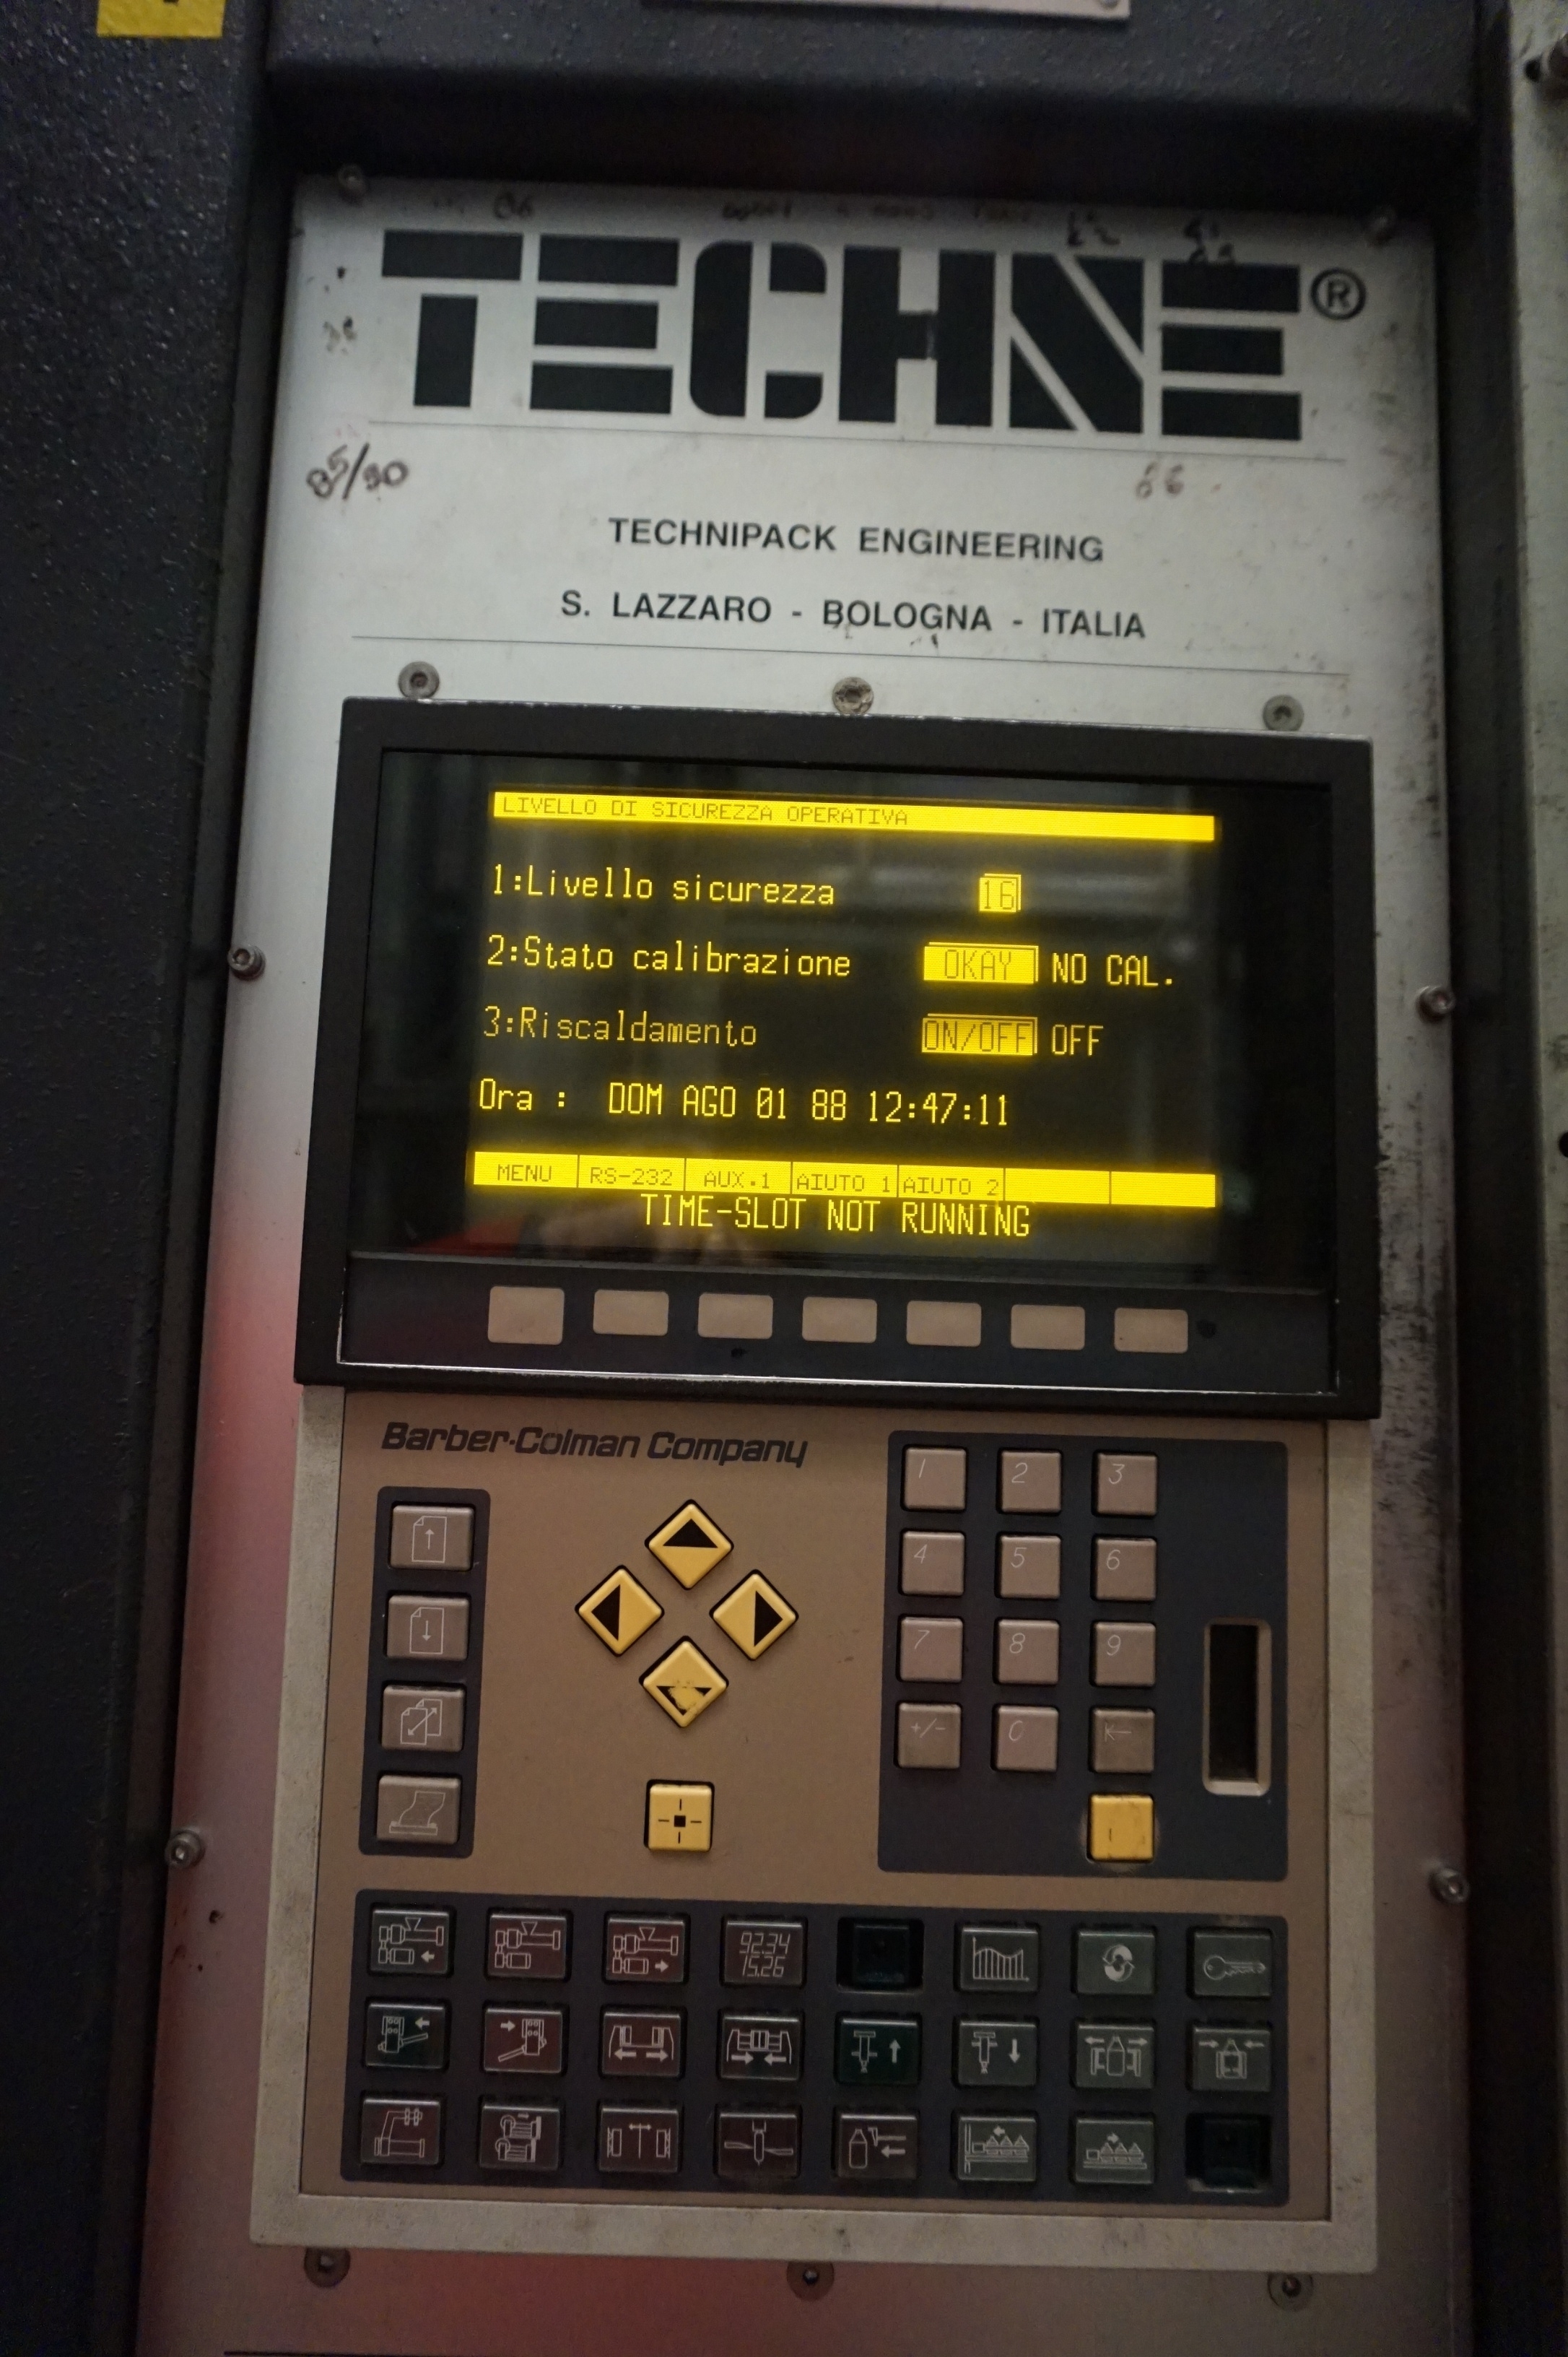 TECHNE®
85/90
TECHNIPACK ENGINEERING
S. LAZZARO - BOLOGNA - ITALIA
LIVELLO DI SICUREZZA OPERATIVA
1:Livello sicurezza 16
2:Stato calibrazione OKAY NO CAL.
3:Riscaldamento ON/OFF OFF
Ora : DOM AGO 01 88 12:47:11
MENU RS-232 AUX.1 AIUTO 1 AIUTO 2
TIME-SLOT NOT RUNNING
Barber-Colman Company
1 2 3
4 5 6
7 8 9
+/- C K←
92.34
15.26